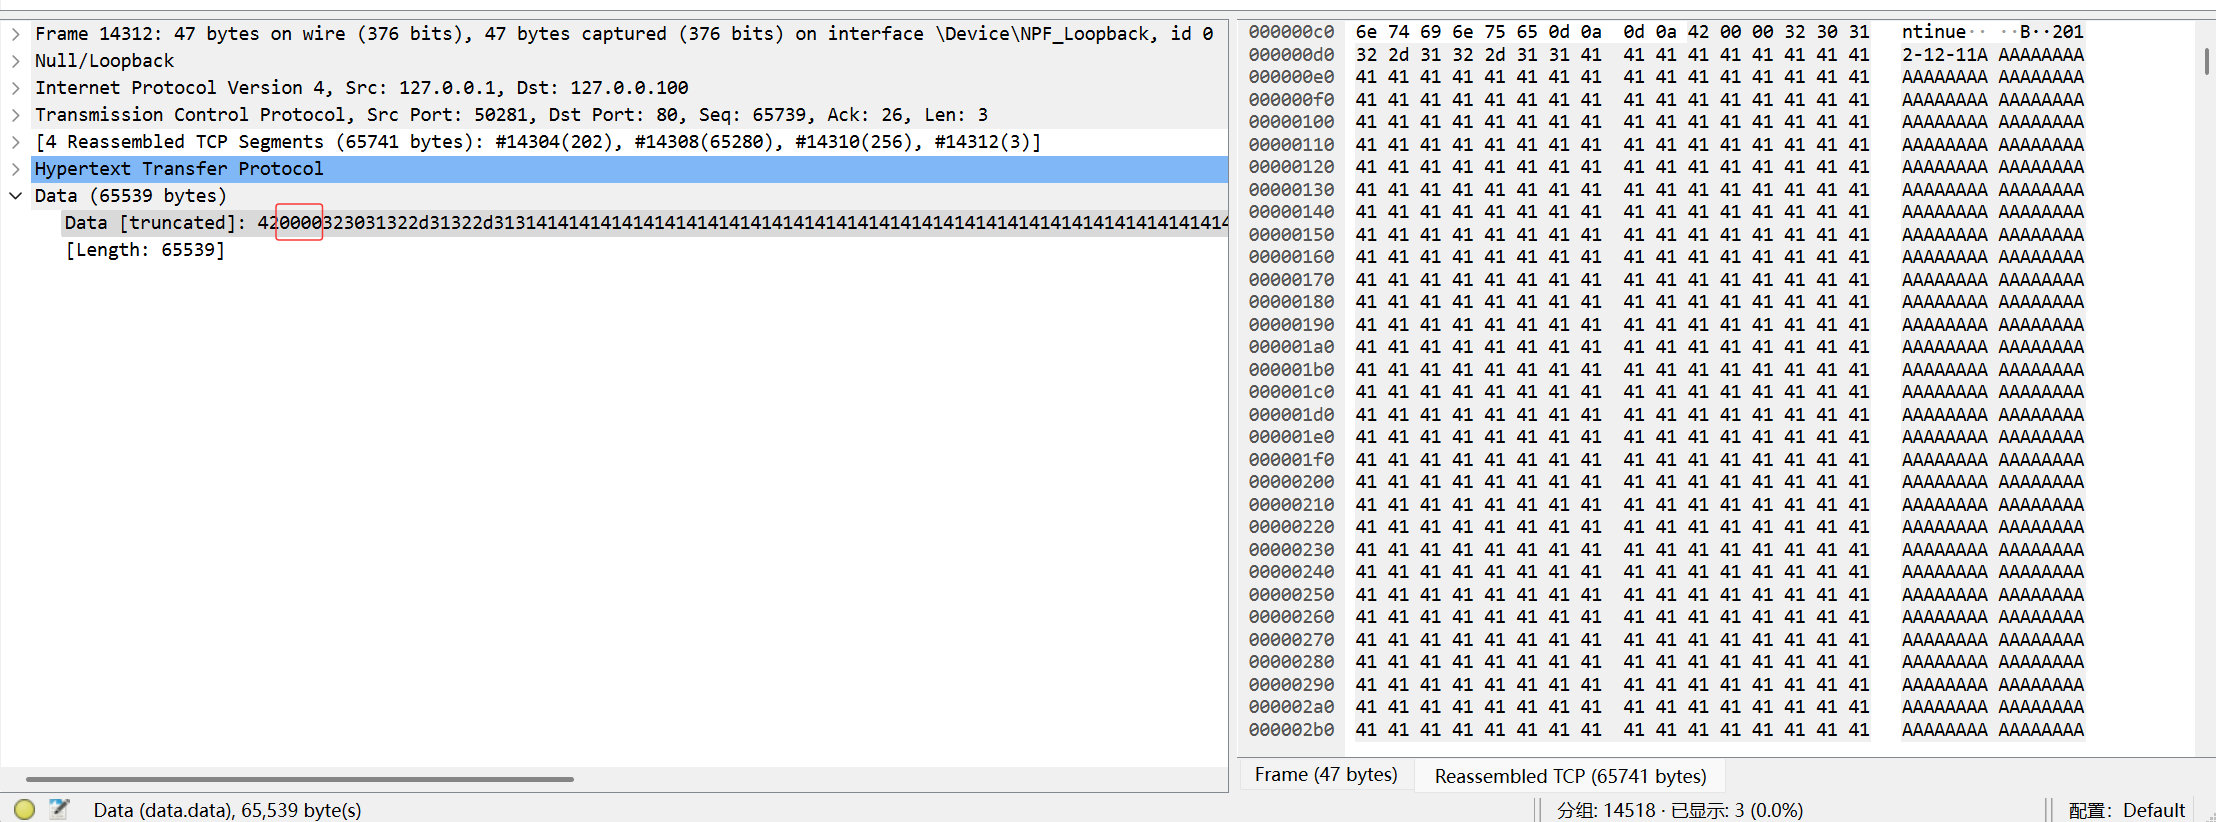 Frame 14312: 47 bytes on wire (376 bits), 47 bytes captured (376 bits) on interface \Device\NPF_Loopback, id 0
Null/Loopback
Internet Protocol Version 4, Src: 127.0.0.1, Dst: 127.0.0.100
Transmission Control Protocol, Src Port: 50281, Dst Port: 80, Seq: 65739, Ack: 26, Len: 3
[4 Reassembled TCP Segments (65741 bytes): #14304(202), #14308(65280), #14310(256), #14312(3)]
Hypertext Transfer Protocol
Data (65539 bytes)
Data [truncated]: 420000323031322d31322d3131414141414141414141414141414141414141414141414141414141414141414
[Length: 65539]
000000c0 6e 74 69 6e 75 65 0d 0a 0d 0a 42 00 00 32 30 31 ntinue·· ··B··201
000000d0 32 2d 31 32 2d 31 31 41 41 41 41 41 41 41 41 41 2-12-11A AAAAAAAA
000000e0 41 41 41 41 41 41 41 41 41 41 41 41 41 41 41 41 AAAAAAAA AAAAAAAA
000000f0 41 41 41 41 41 41 41 41 41 41 41 41 41 41 41 41 AAAAAAAA AAAAAAAA
00000100 41 41 41 41 41 41 41 41 41 41 41 41 41 41 41 41 AAAAAAAA AAAAAAAA
00000110 41 41 41 41 41 41 41 41 41 41 41 41 41 41 41 41 AAAAAAAA AAAAAAAA
00000120 41 41 41 41 41 41 41 41 41 41 41 41 41 41 41 41 AAAAAAAA AAAAAAAA
00000130 41 41 41 41 41 41 41 41 41 41 41 41 41 41 41 41 AAAAAAAA AAAAAAAA
00000140 41 41 41 41 41 41 41 41 41 41 41 41 41 41 41 41 AAAAAAAA AAAAAAAA
00000150 41 41 41 41 41 41 41 41 41 41 41 41 41 41 41 41 AAAAAAAA AAAAAAAA
00000160 41 41 41 41 41 41 41 41 41 41 41 41 41 41 41 41 AAAAAAAA AAAAAAAA
00000170 41 41 41 41 41 41 41 41 41 41 41 41 41 41 41 41 AAAAAAAA AAAAAAAA
00000180 41 41 41 41 41 41 41 41 41 41 41 41 41 41 41 41 AAAAAAAA AAAAAAAA
00000190 41 41 41 41 41 41 41 41 41 41 41 41 41 41 41 41 AAAAAAAA AAAAAAAA
000001a0 41 41 41 41 41 41 41 41 41 41 41 41 41 41 41 41 AAAAAAAA AAAAAAAA
000001b0 41 41 41 41 41 41 41 41 41 41 41 41 41 41 41 41 AAAAAAAA AAAAAAAA
000001c0 41 41 41 41 41 41 41 41 41 41 41 41 41 41 41 41 AAAAAAAA AAAAAAAA
000001d0 41 41 41 41 41 41 41 41 41 41 41 41 41 41 41 41 AAAAAAAA AAAAAAAA
000001e0 41 41 41 41 41 41 41 41 41 41 41 41 41 41 41 41 AAAAAAAA AAAAAAAA
000001f0 41 41 41 41 41 41 41 41 41 41 41 41 41 41 41 41 AAAAAAAA AAAAAAAA
00000200 41 41 41 41 41 41 41 41 41 41 41 41 41 41 41 41 AAAAAAAA AAAAAAAA
00000210 41 41 41 41 41 41 41 41 41 41 41 41 41 41 41 41 AAAAAAAA AAAAAAAA
00000220 41 41 41 41 41 41 41 41 41 41 41 41 41 41 41 41 AAAAAAAA AAAAAAAA
00000230 41 41 41 41 41 41 41 41 41 41 41 41 41 41 41 41 AAAAAAAA AAAAAAAA
00000240 41 41 41 41 41 41 41 41 41 41 41 41 41 41 41 41 AAAAAAAA AAAAAAAA
00000250 41 41 41 41 41 41 41 41 41 41 41 41 41 41 41 41 AAAAAAAA AAAAAAAA
00000260 41 41 41 41 41 41 41 41 41 41 41 41 41 41 41 41 AAAAAAAA AAAAAAAA
00000270 41 41 41 41 41 41 41 41 41 41 41 41 41 41 41 41 AAAAAAAA AAAAAAAA
00000280 41 41 41 41 41 41 41 41 41 41 41 41 41 41 41 41 AAAAAAAA AAAAAAAA
00000290 41 41 41 41 41 41 41 41 41 41 41 41 41 41 41 41 AAAAAAAA AAAAAAAA
000002a0 41 41 41 41 41 41 41 41 41 41 41 41 41 41 41 41 AAAAAAAA AAAAAAAA
000002b0 41 41 41 41 41 41 41 41 41 41 41 41 41 41 41 41 AAAAAAAA AAAAAAAA
Frame (47 bytes) Reassembled TCP (65741 bytes)
Data (data.data), 65,539 byte(s) 分组: 14518 · 已显示: 3 (0.0%) 配置: Default